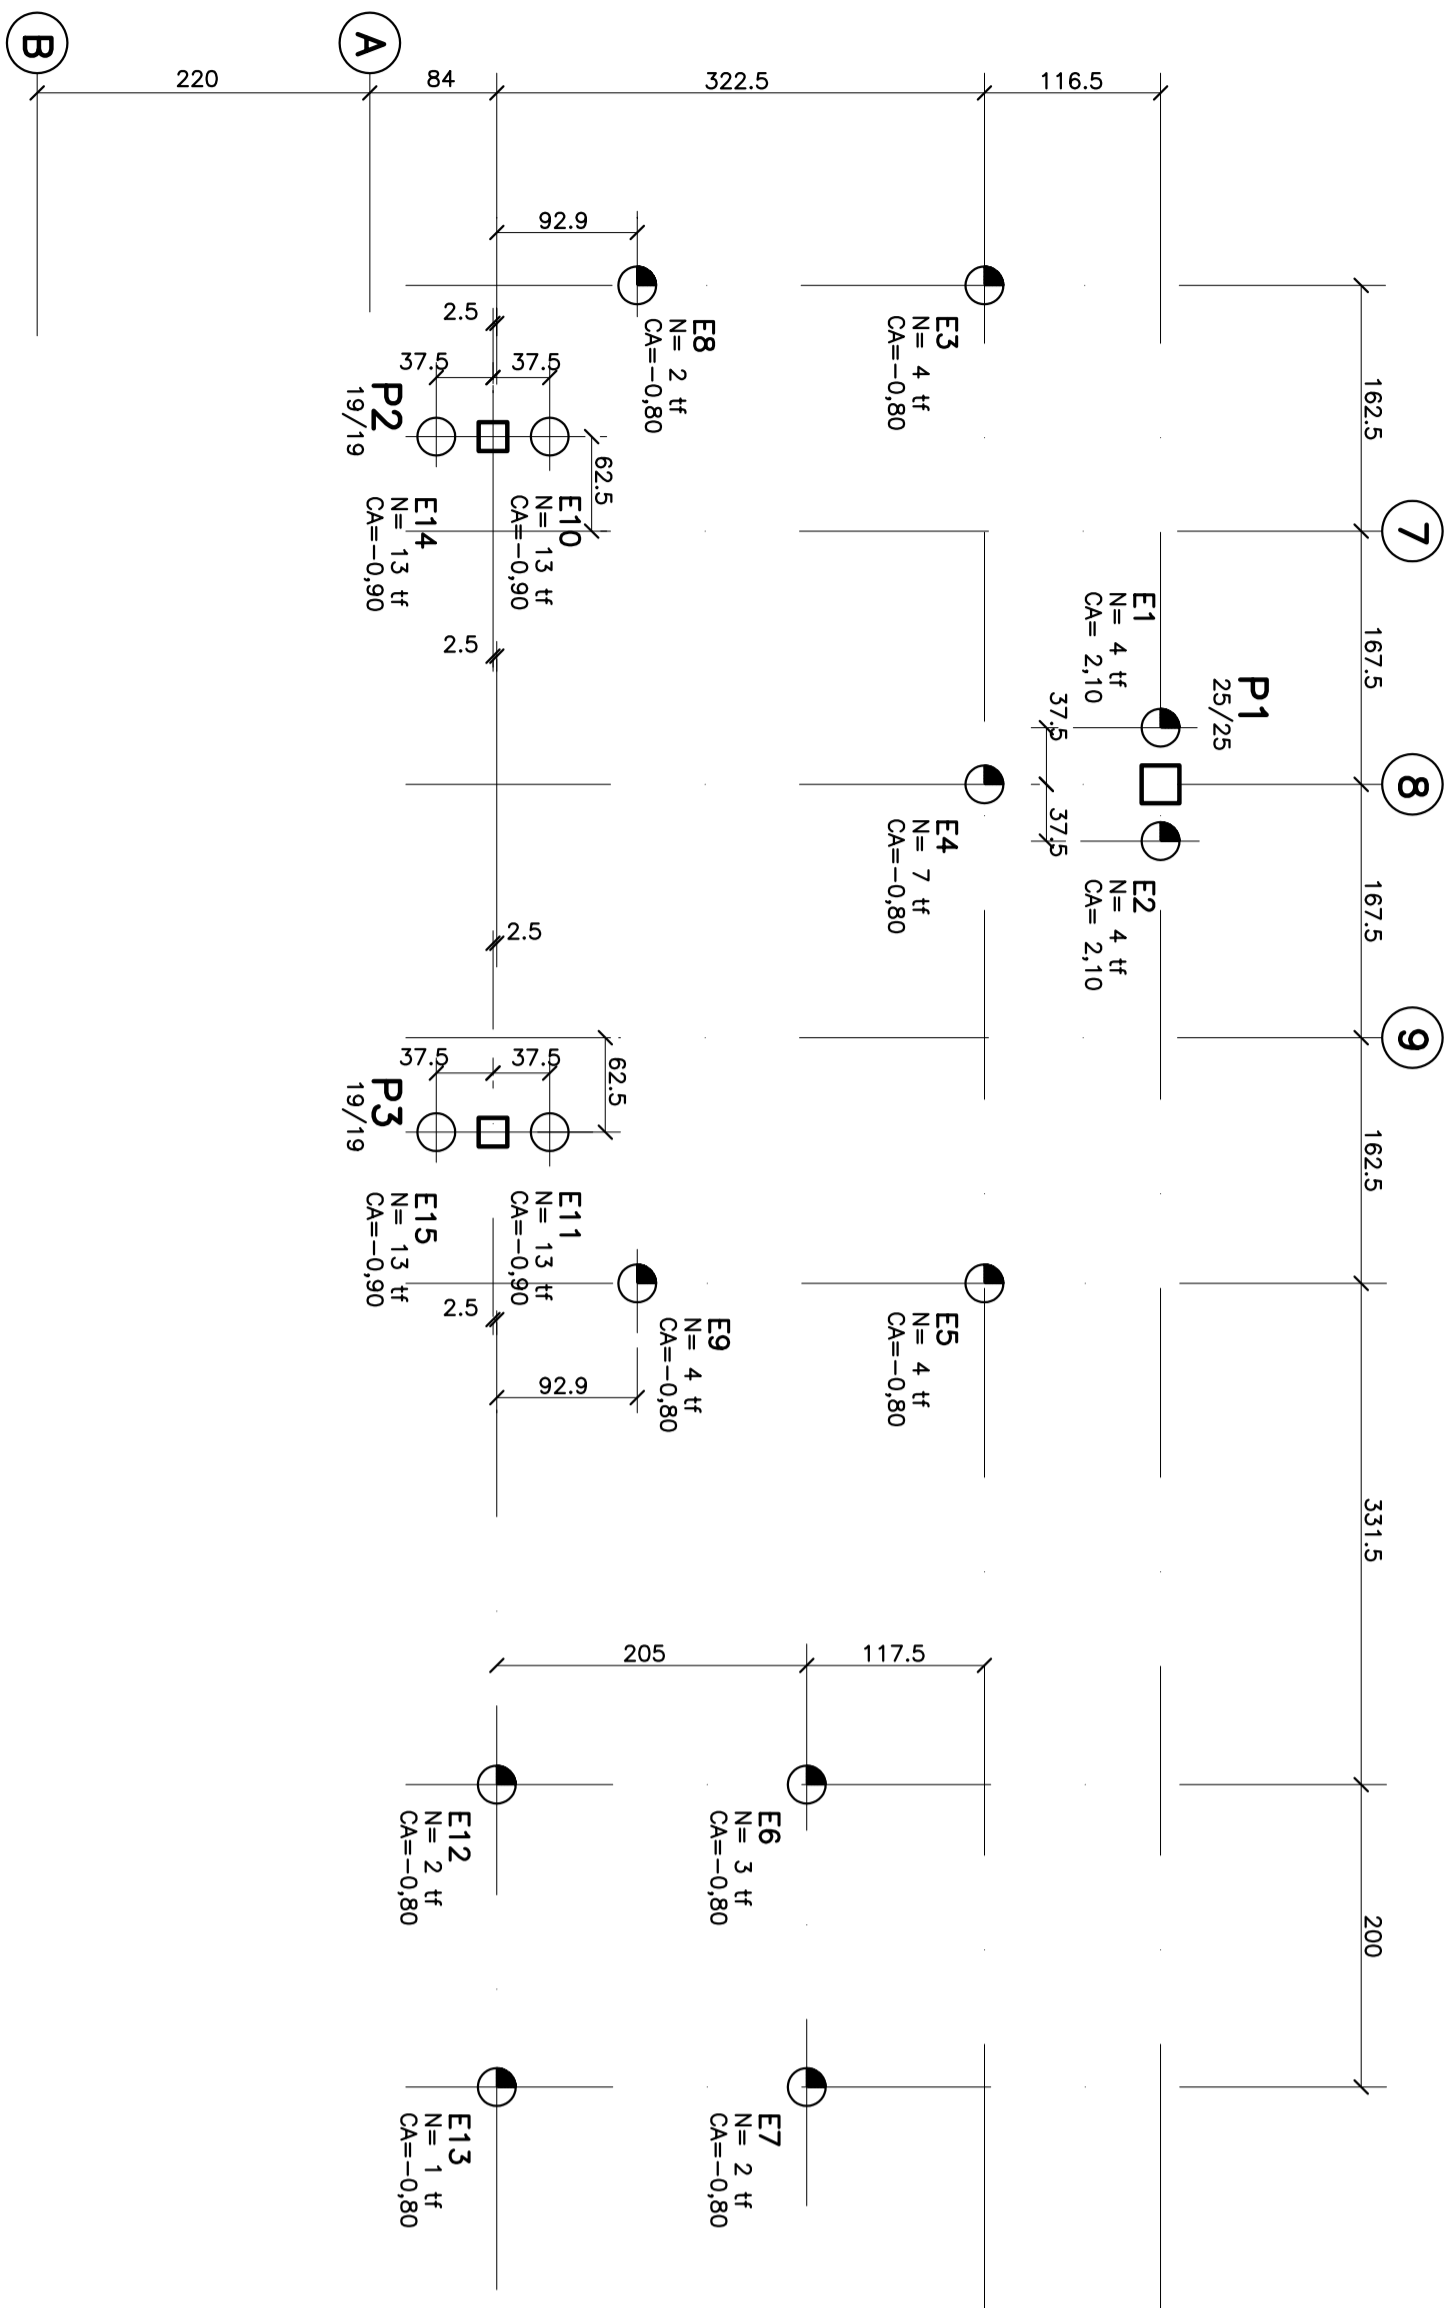 7
8
9
162.5
167.5
167.5
162.5
331.5
200
P1
25/25
E1
N= 4 tf
CA= 2,10
E2
N= 4 tf
CA= 2,10
37.5
37.5
116.5
E3
N= 4 tf
CA=-0,80
E4
N= 7 tf
CA=-0,80
E5
N= 4 tf
CA=-0,80
117.5
322.5
205
E6
N= 3 tf
CA=-0,80
E7
N= 2 tf
CA=-0,80
E8
N= 2 tf
CA=-0,80
E9
N= 4 tf
CA=-0,80
92.9
92.9
62.5
62.5
37.5
37.5
37.5
37.5
E10
N= 13 tf
CA=-0,90
E11
N= 13 tf
CA=-0,90
2.5
2.5
2.5
2.5
E12
N= 2 tf
CA=-0,80
E13
N= 1 tf
CA=-0,80
E14
N= 13 tf
CA=-0,90
E15
N= 13 tf
CA=-0,90
P2
19/19
P3
19/19
84
A
220
B